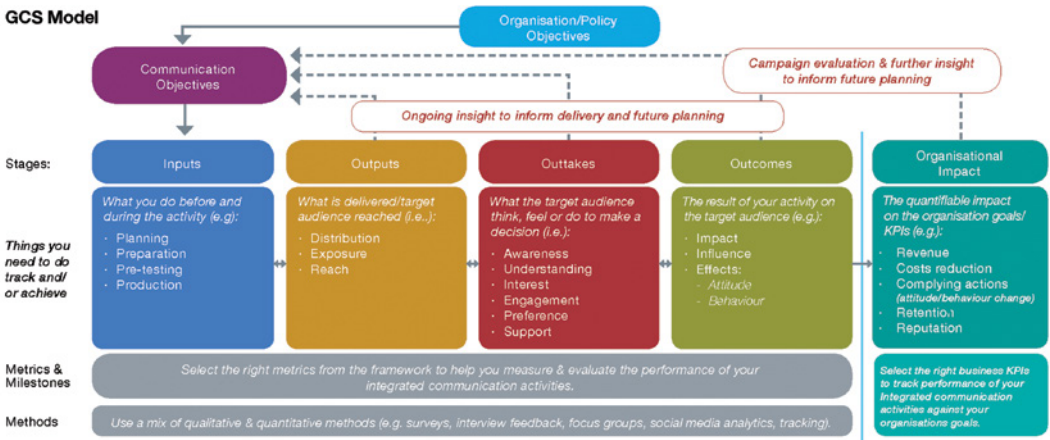 GCS Model
Organisation/Policy
Objectives
Communication
Objectives
Campaign evaluation & further insight
to inform future planning
Ongoing insight to inform delivery and future planning
Stages:
Inputs
Outputs
Outtakes
Outcomes
Organisational
Impact
Things you
need to do
track and/
or achieve
What you do before and
during the activity (e.g):
· Planning
· Preparation
· Pre-testing
· Production
What is delivered/target
audience reached (i.e..):
· Distribution
· Exposure
· Reach
What the target audience
think, feel or do to make a
decision (i.e.):
· Awareness
· Understanding
· Interest
· Engagement
· Preference
· Support
The result of your activity on
the target audience (e.g,):
· Impact
· Influence
· Effects:
- Attitude
- Behaviour
The quantifiable impact
on the organisation goals/
KPIs (e.g.):
· Revenue
· Costs reduction
· Complying actions
(attitude/behaviour change)
· Retention
· Reputation
Metrics &
Milestones
Select the right metrics from the framework to help you measure & evaluate the performance of your
integrated communication activities.
Select the right business KPIs
to track performance of your
Integrated communication
activities against your
organisations goals.
Methods
Use a mix of qualitative & quantitative methods (e.g. surveys, interview feedback, focus groups, social media analytics, tracking).